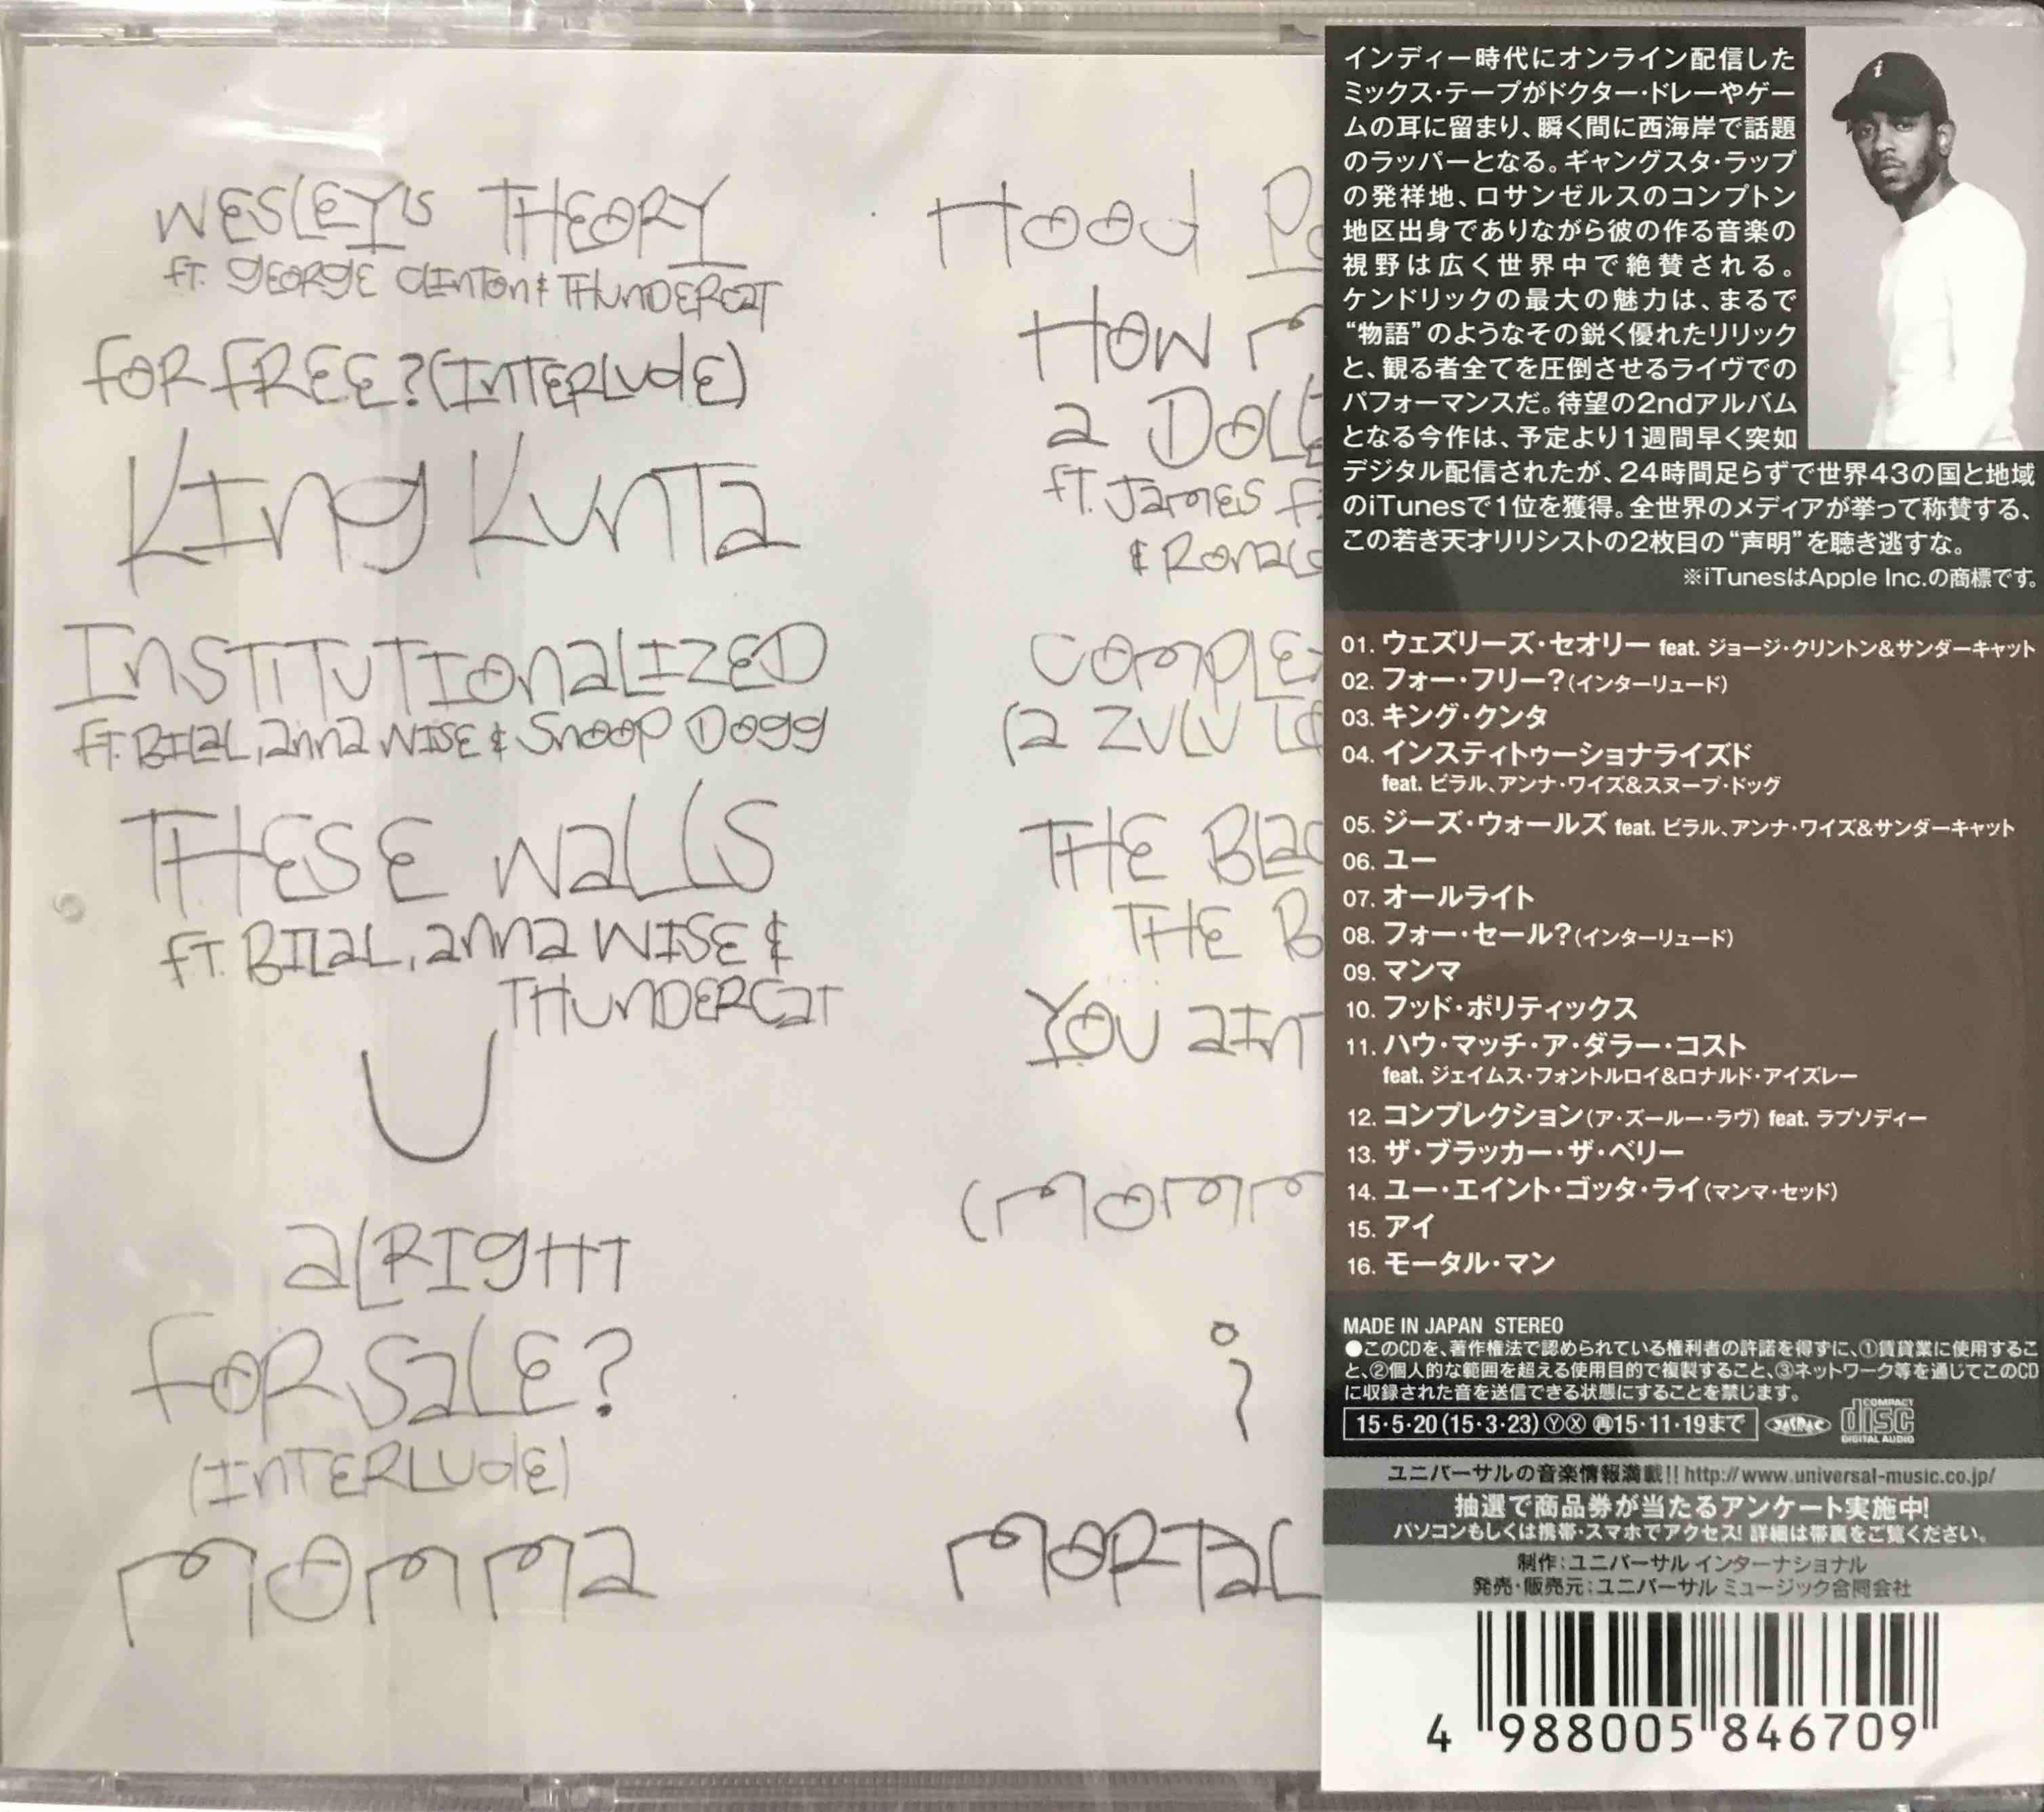 WESLEY'S THEORY
ft. GEORGE CLINTON & THUNDERCAT
FOR FREE? (INTERLUDE)
KING KUNTA
INSTITUTIONALIZED
ft. BILAL, ANNA WISE & SNOOP DOGG
THESE WALLS
ft. BILAL, ANNA WISE &
THUNDERCAT
U
ALRIGHT
FOR SALE?
(INTERLUDE)
MOMMA
HOOD Po
HOW M
A DOLL
ft. JAMES F
& RONALD
COMPLE
(A ZULU Lo
THE BLAC
THE B
YOU AINT
(MOMM
i
MORTAL
インディー時代にオンライン配信した
ミックス・テープがドクター・ドレーやゲー
ムの耳に留まり、瞬く間に西海岸で話題
のラッパーとなる。ギャングスタ・ラップ
の発祥地、ロサンゼルスのコンプトン
地区出身でありながら彼の作る音楽の
視野は広く世界中で絶賛される。
ケンドリックの最大の魅力は、まるで
“物語”のようなその鋭く優れたリリック
と、観る者全てを圧倒させるライヴでの
パフォーマンスだ。待望の2ndアルバム
となる今作は、予定より1週間早く突如
デジタル配信されたが、24時間足らずで世界43の国と地域
のiTunesで1位を獲得。全世界のメディアが挙って称賛する、
この若き天才リリシストの2枚目の“声明”を聴き逃すな。
※iTunesはApple Inc.の商標です。
01. ウェズリーズ・セオリー feat. ジョージ・クリントン&サンダーキャット
02. フォー・フリー?(インターリュード)
03. キング・クンタ
04. インスティトゥーショナライズド
feat. ビラル、アンナ・ワイズ&スヌープ・ドッグ
05. ジーズ・ウォールズ feat. ビラル、アンナ・ワイズ&サンダーキャット
06. ユー
07. オールライト
08. フォー・セール?(インターリュード)
09. マンマ
10. フッド・ポリティックス
11. ハウ・マッチ・ア・ダラー・コスト
feat. ジェイムス・フォントルロイ&ロナルド・アイズレー
12. コンプレクション(ア・ズールー・ラヴ) feat. ラプソディー
13. ザ・ブラッカー・ザ・ベリー
14. ユー・エイント・ゴッタ・ライ(マンマ・セッド)
15. アイ
16. モータル・マン
MADE IN JAPAN STEREO
●このCDを、著作権法で認められている権利者の許諾を得ずに、①賃貸業に使用するこ
と、②個人的な範囲を超える使用目的で複製すること、③ネットワーク等を通じてこのCD
に収録された音を送信できる状態にすることを禁じます。
15・5・20 (15・3・23) ⓎⓍ ㊢15・11・19まで JASRAC COMPACT disc DIGITAL AUDIO
ユニバーサルの音楽情報満載!! http://www.universal-music.co.jp/
抽選で商品券が当たるアンケート実施中!
パソコンもしくは携帯・スマホでアクセス! 詳細は帯裏をご覧ください。
制作:ユニバーサル インターナショナル
発売・販売元:ユニバーサル ミュージック合同会社
4 988005 846709